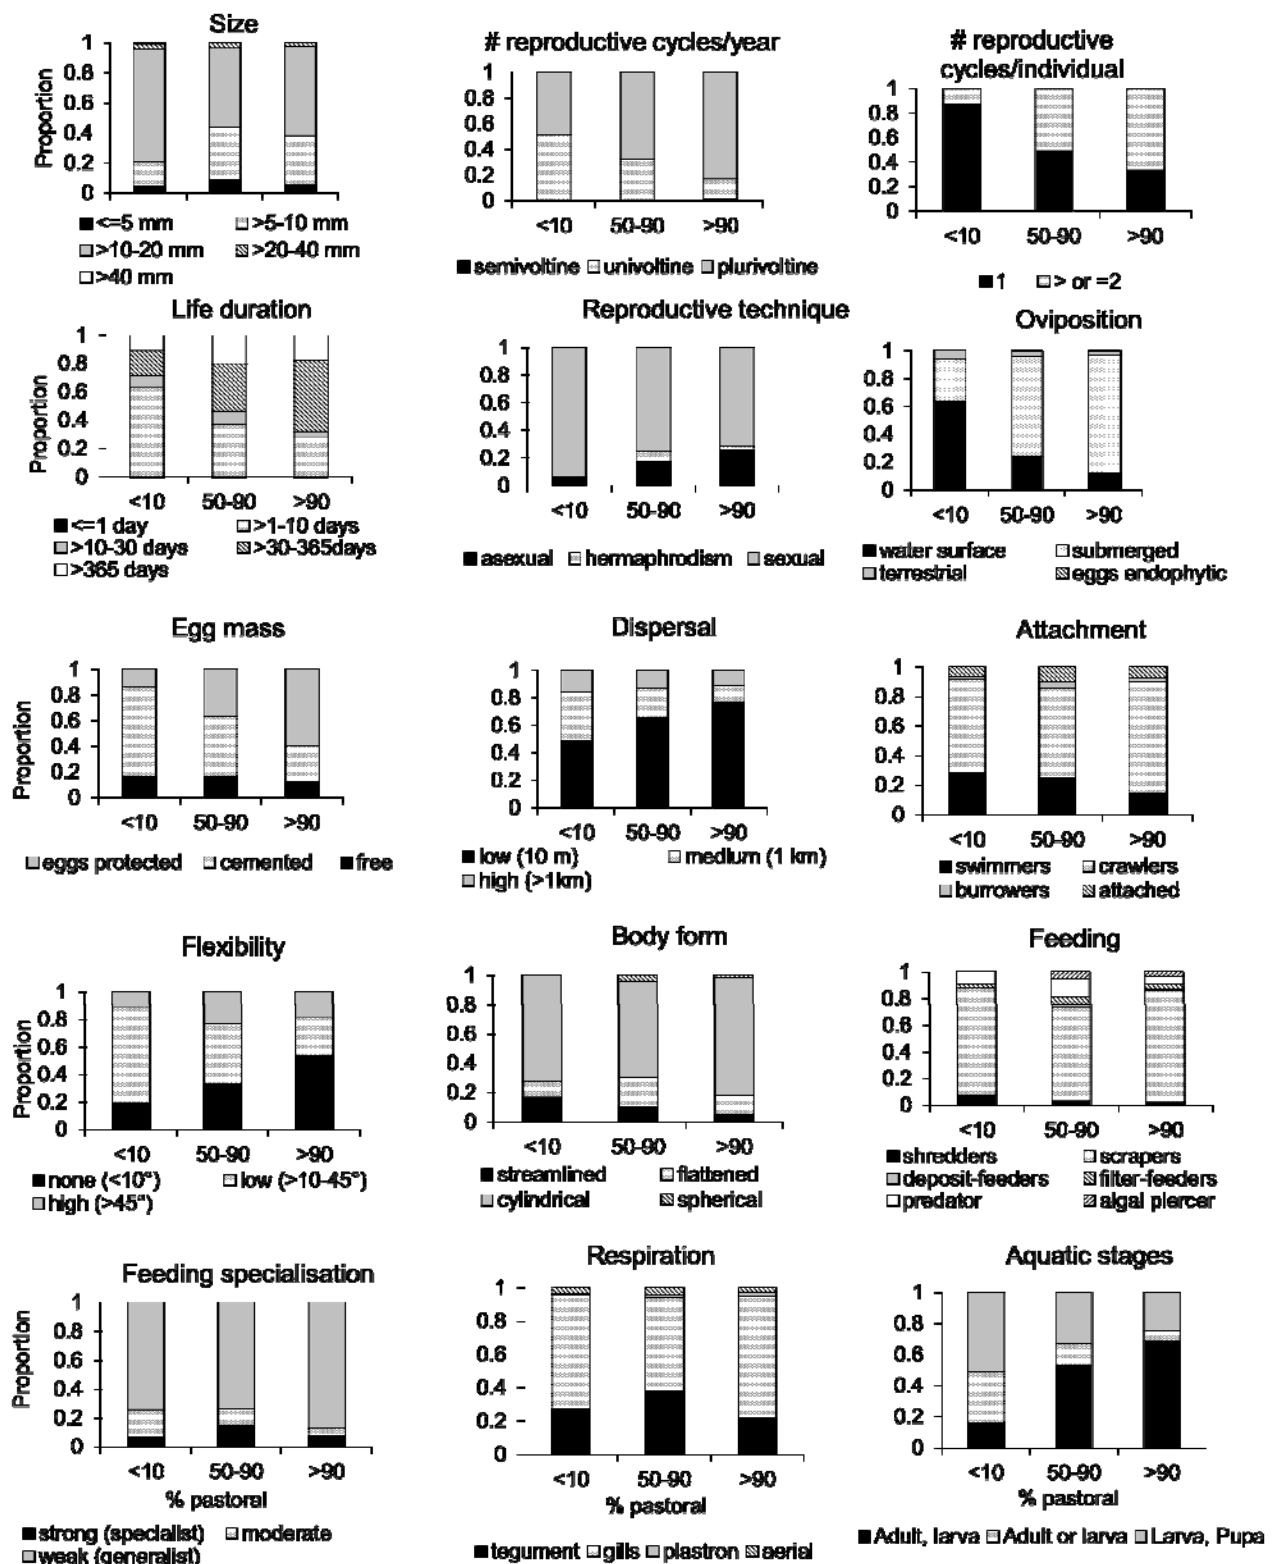 Size
Proportion
1
0.8
0.6
0.4
0.2
0
<=5 mm >5-10 mm
>10-20 mm >20-40 mm
>40 mm
# reproductive cycles/year
1
0.8
0.6
0.4
0.2
0
<10 50-90 >90
semivoltine univoltine plurivoltine
# reproductive
cycles/individual
1
0.8
0.6
0.4
0.2
0
<10 50-90 >90
1 > or =2
Life duration
Proportion
1
0.8
0.6
0.4
0.2
0
<10 50-90 >90
<=1 day >1-10 days
>10-30 days >30-365days
>365 days
Reproductive technique
1
0.8
0.6
0.4
0.2
0
<10 50-90 >90
asexual hermaphrodism sexual
Oviposition
1
0.8
0.6
0.4
0.2
0
<10 50-90 >90
water surface submerged
terrestrial eggs endophytic
Egg mass
Proportion
1
0.8
0.6
0.4
0.2
0
<10 50-90 >90
eggs protected cemented free
Dispersal
1
0.8
0.6
0.4
0.2
0
<10 50-90 >90
low (10 m) medium (1 km)
high (>1km)
Attachment
1
0.8
0.6
0.4
0.2
0
<10 50-90 >90
swimmers crawlers
burrowers attached
Flexibility
Proportion
1
0.8
0.6
0.4
0.2
0
<10 50-90 >90
none (<10°) low (>10-45°)
high (>45°)
Body form
1
0.8
0.6
0.4
0.2
0
<10 50-90 >90
streamlined flattened
cylindrical spherical
Feeding
1
0.8
0.6
0.4
0.2
0
<10 50-90 >90
shredders scrapers
deposit-feeders filter-feeders
predator algal piercer
Feeding specialisation
Proportion
1
0.8
0.6
0.4
0.2
0
<10 50-90 >90
% pastoral
strong (specialist) moderate
weak (generalist)
Respiration
1
0.8
0.6
0.4
0.2
0
<10 50-90 >90
% pastoral
tegument gills plastron aerial
Aquatic stages
1
0.8
0.6
0.4
0.2
0
<10 50-90 >90
% pastoral
Adult, larva Adult or larva Larva, Pupa